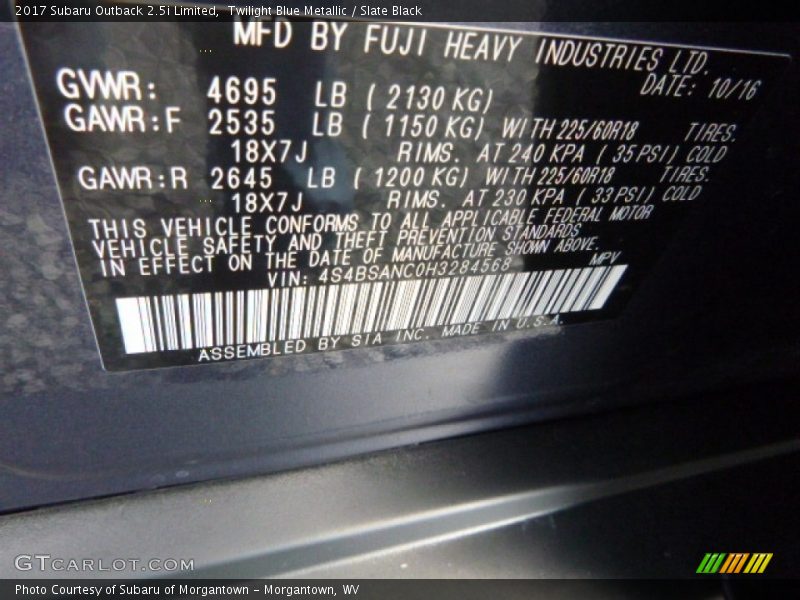 2017 Subaru Outback 2.5i Limited, Twilight Blue Metallic / Slate Black
MFD BY FUJI HEAVY INDUSTRIES LTD.
DATE: 10/16
GVWR: 4695 LB (2130 KG)
GAWR:F 2535 LB (1150 KG) WITH 225/60R18 TIRES.
18X7J RIMS. AT 240 KPA (35 PSI) COLD
GAWR:R 2645 LB (1200 KG) WITH 225/60R18 TIRES.
18X7J RIMS. AT 230 KPA (33 PSI) COLD
THIS VEHICLE CONFORMS TO ALL APPLICABLE FEDERAL MOTOR
VEHICLE SAFETY AND THEFT PREVENTION STANDARDS
IN EFFECT ON THE DATE OF MANUFACTURE SHOWN ABOVE.
VIN: 4S4BSANC0H3284568 MPV
ASSEMBLED BY SIA INC. MADE IN U.S.A.
GTCARLOT.COM
Photo Courtesy of Subaru of Morgantown - Morgantown, WV